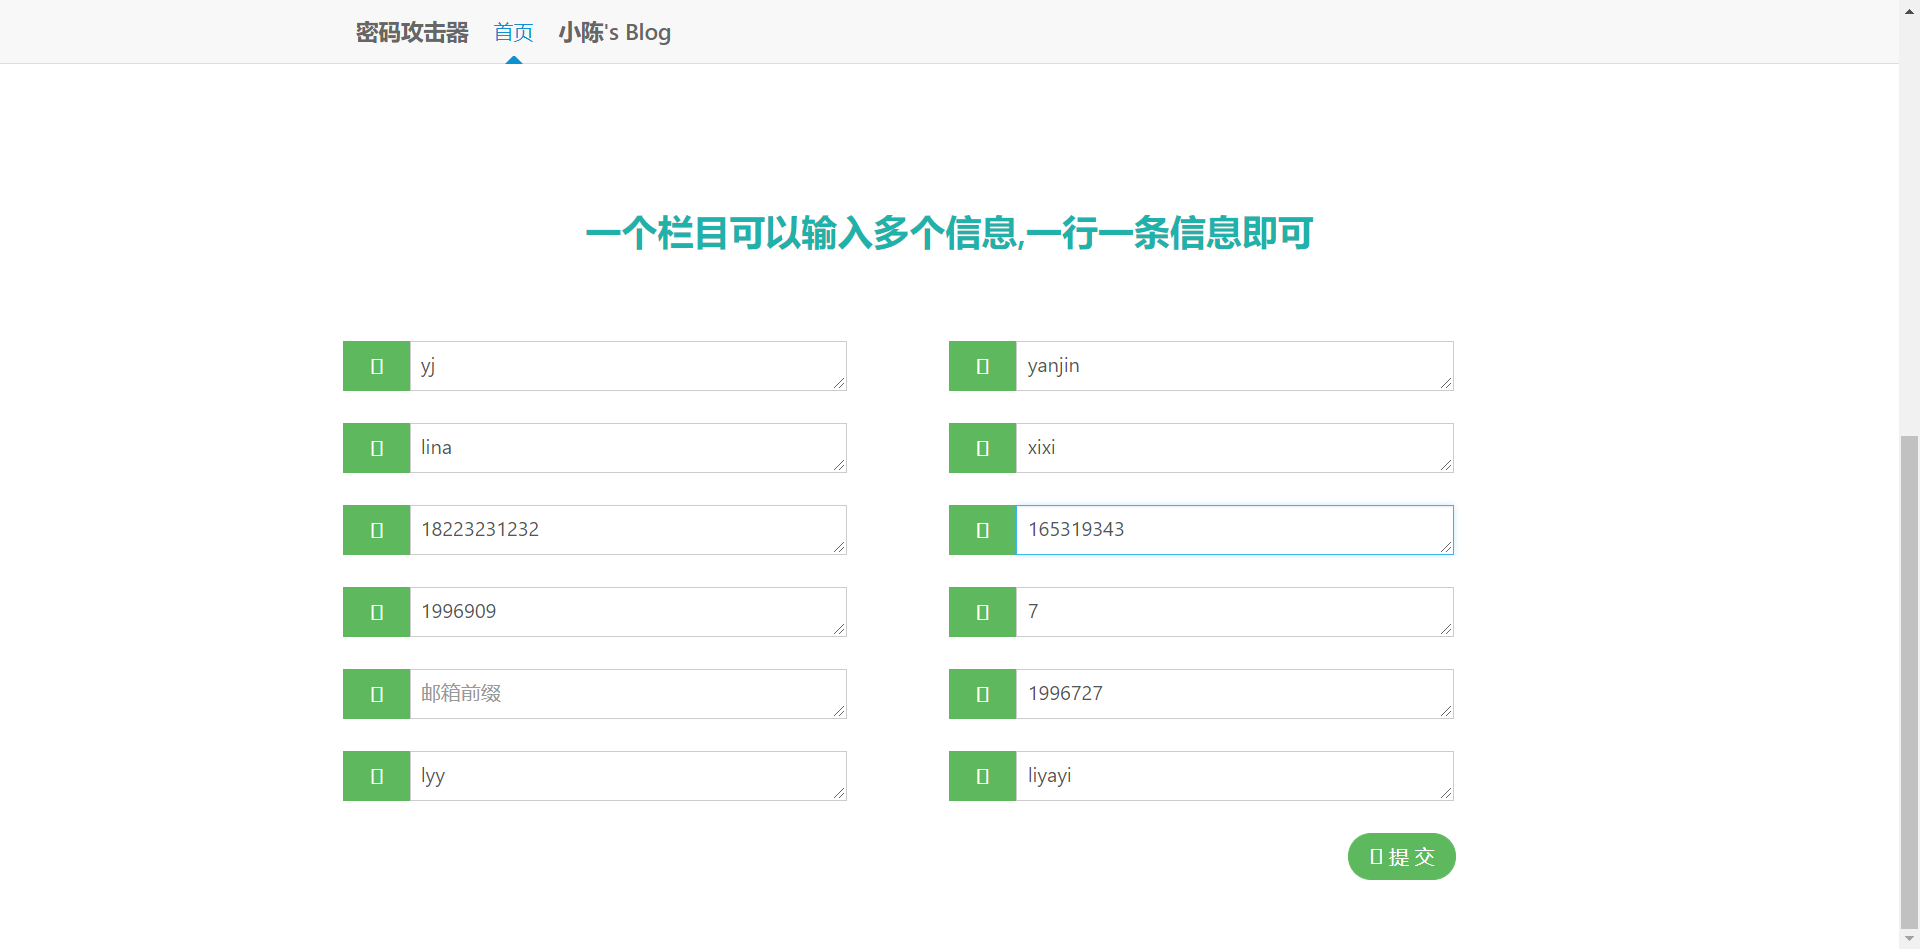 密码攻击器 首页 小陈's Blog
一个栏目可以输入多个信息,一行一条信息即可
yj yanjin
lina xixi
18223231232 165319343
1996909 7
邮箱前缀 1996727
lyy liyayi
提 交